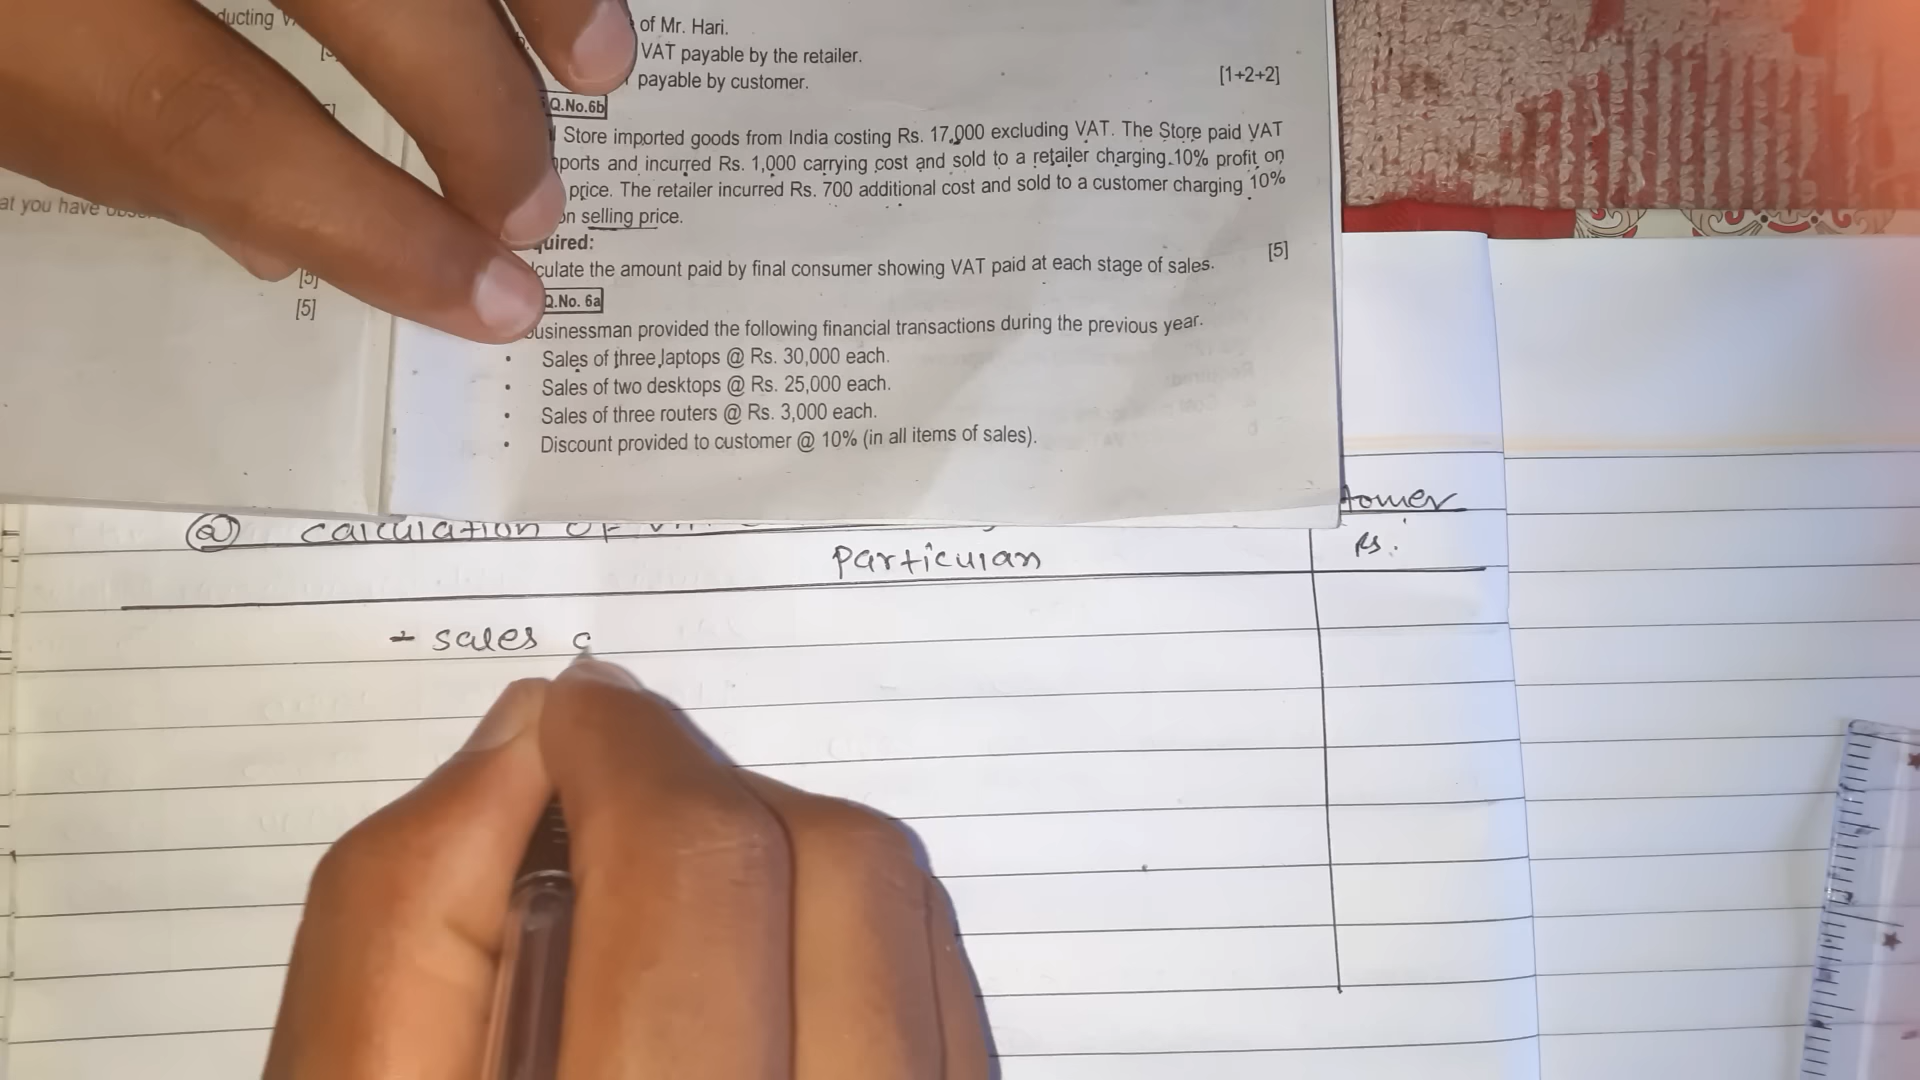 ducting
[5]
at you have
[5]
[5]
of Mr. Hari.
VAT payable by the retailer.
payable by customer. [1+2+2]
Q.No.6b
Store imported goods from India costing Rs. 17,000 excluding VAT. The Store paid VAT
ports and incurred Rs. 1,000 carrying cost and sold to a retailer charging 10% profit on
price. The retailer incurred Rs. 700 additional cost and sold to a customer charging 10%
on selling price.
quired:
culate the amount paid by final consumer showing VAT paid at each stage of sales. [5]
Q.No. 6a
usinessman provided the following financial transactions during the previous year.
• Sales of three laptops @ Rs. 30,000 each.
• Sales of two desktops @ Rs. 25,000 each.
• Sales of three routers @ Rs. 3,000 each.
• Discount provided to customer @ 10% (in all items of sales).
(a) calculation of tomer
particulars Rs.
- sales o